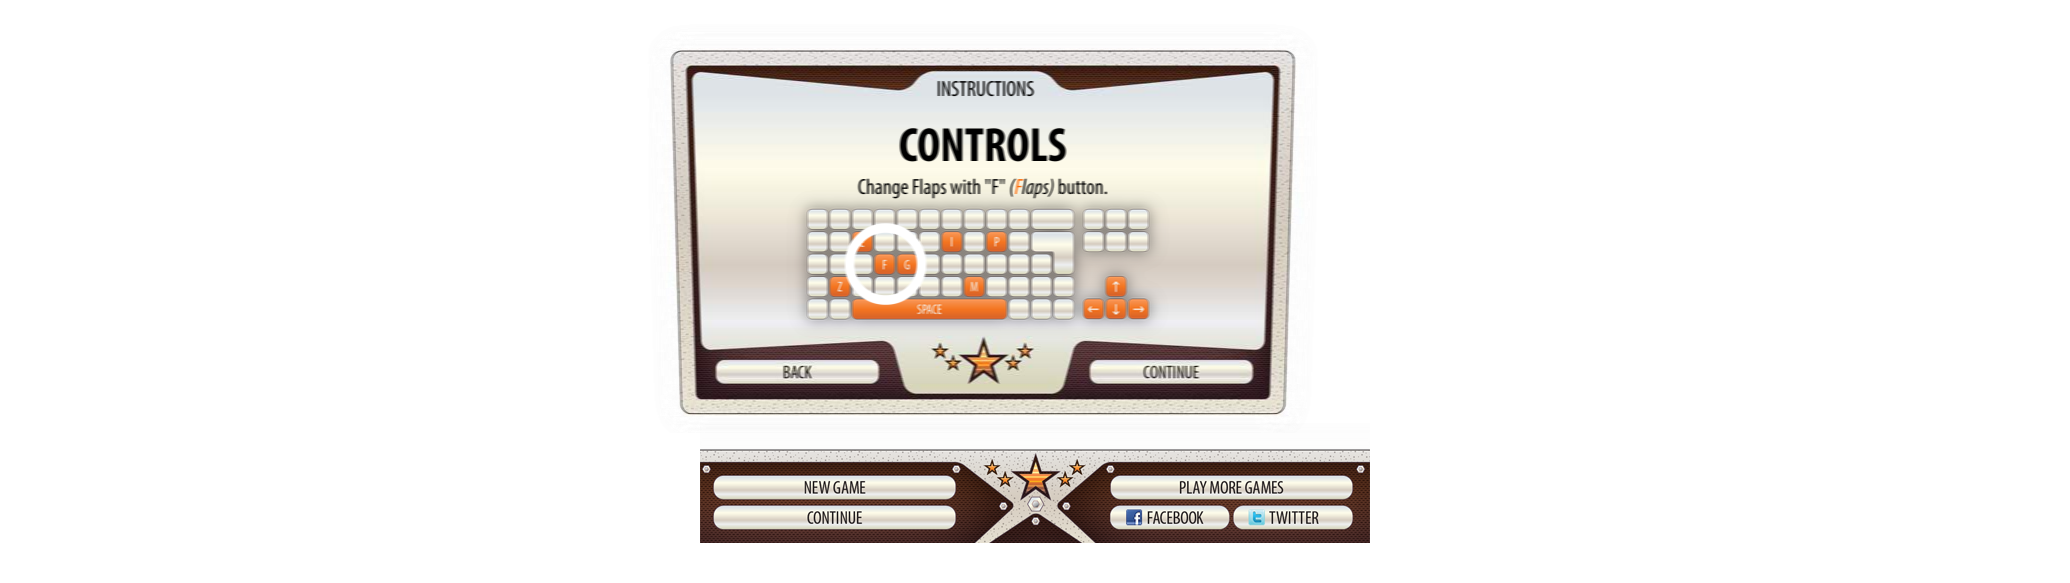 INSTRUCTIONS
CONTROLS
Change Flaps with "F" (Flaps) button.
I P
F G
Z M
↑
SPACE ← ↓ →
BACK CONTINUE
NEW GAME PLAY MORE GAMES
CONTINUE FACEBOOK TWITTER